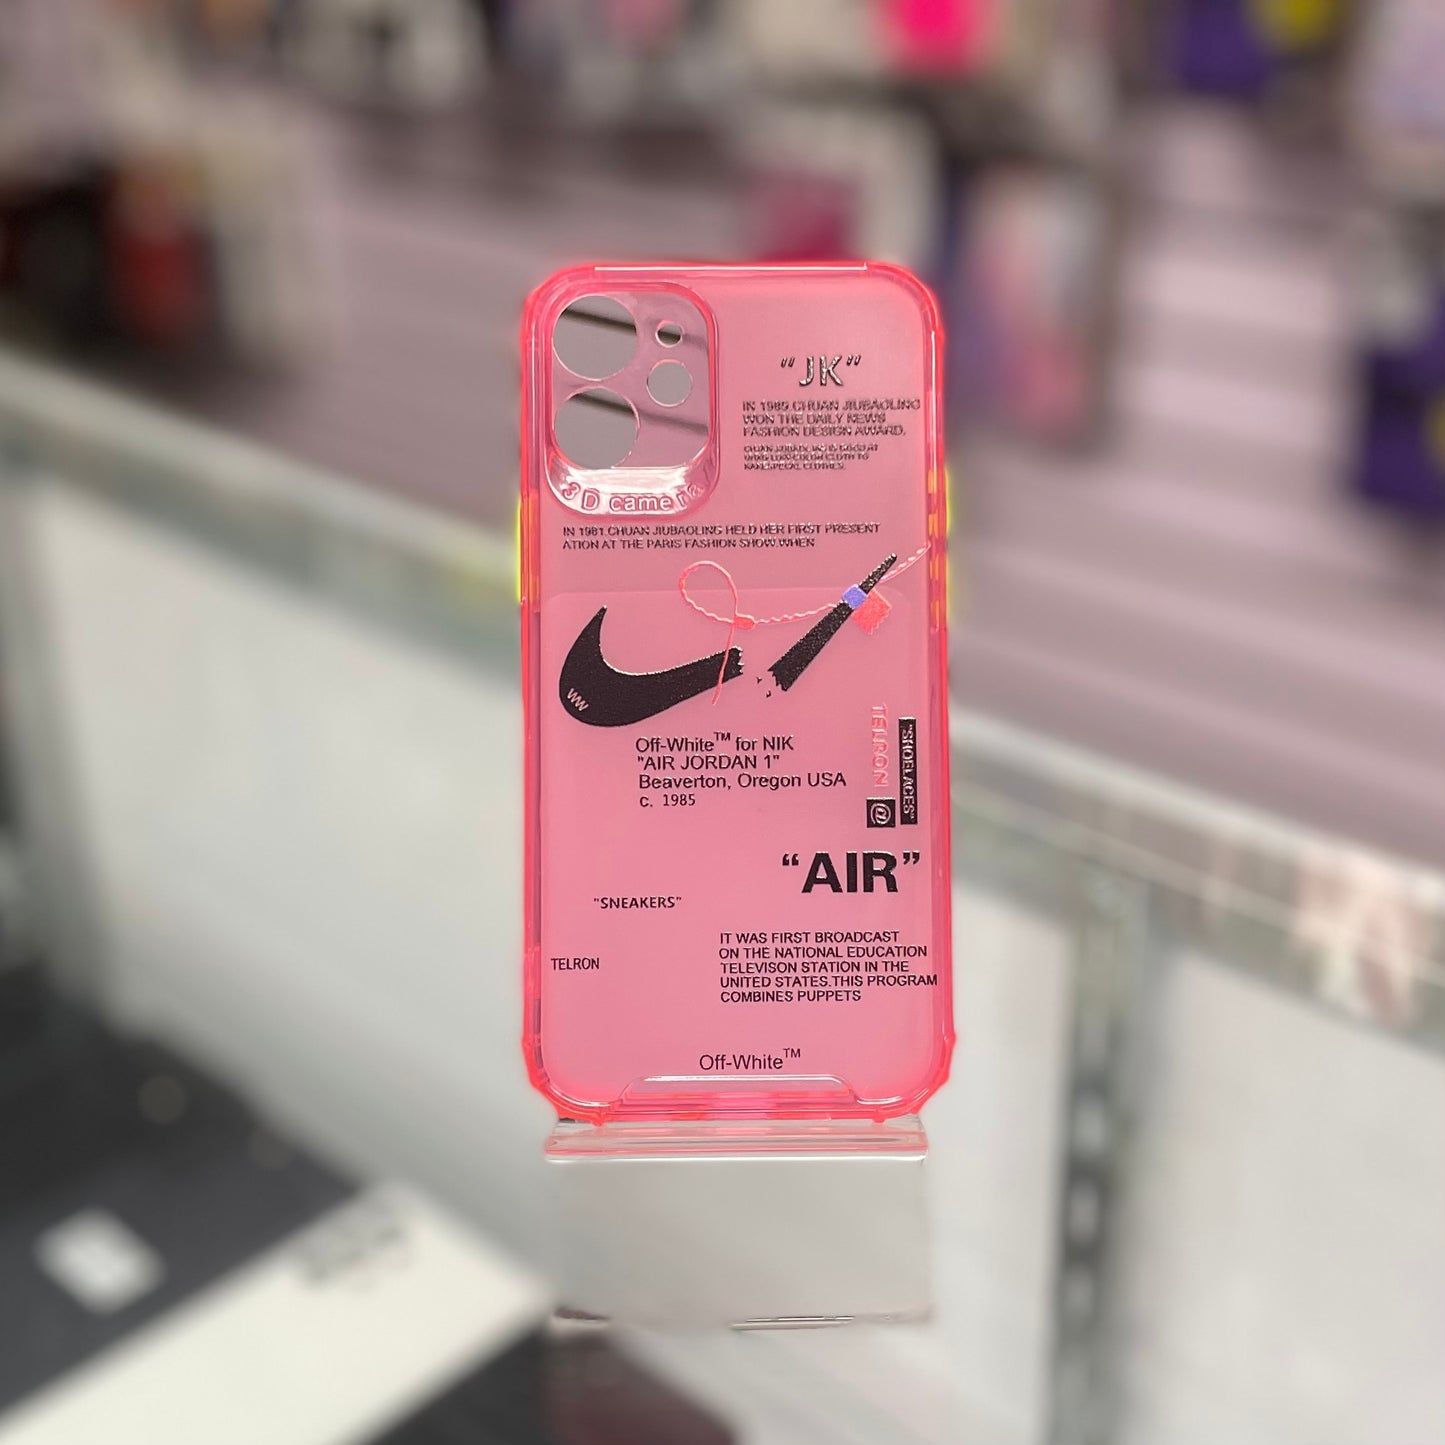 “JK”
IN 1989.CHUAN JIUBAOLING
WON THE DAILY NEWS
FASHION DESIGN AWARD.
3D camera
IN 1981.CHUAN JIUBAOLING HELD HER FIRST PRESENT
ATION AT THE PARIS FASHION SHOW.WHEN
WW
Off-White™ for NIK
"AIR JORDAN 1"
Beaverton, Oregon USA
c. 1985
TELRON
@
"SHOELACES"
“AIR”
"SNEAKERS"
TELRON
IT WAS FIRST BROADCAST
ON THE NATIONAL EDUCATION
TELEVISON STATION IN THE
UNITED STATES.THIS PROGRAM
COMBINES PUPPETS
Off-White™